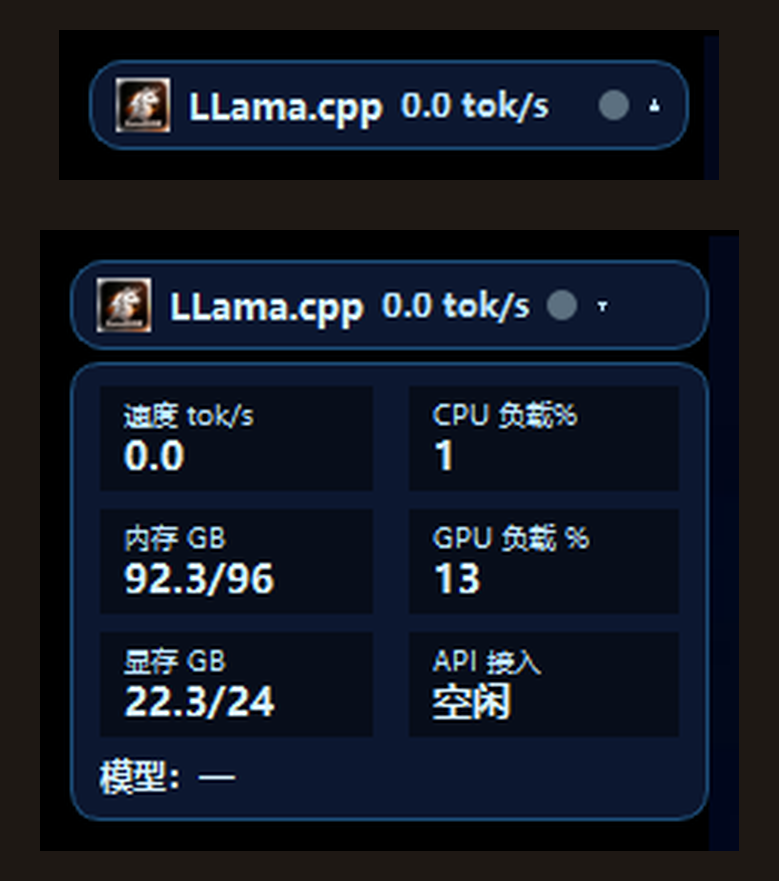 LLama.cpp 0.0 tok/s
LLama.cpp 0.0 tok/s
速度 tok/s
0.0
CPU 负载%
1
内存 GB
92.3/96
GPU 负载 %
13
显存 GB
22.3/24
API 接入
空闲
模型：—